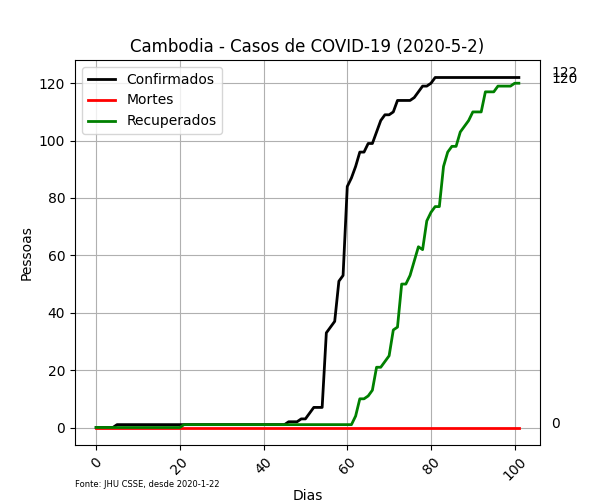 Cambodia - Casos de COVID-19 (2020-5-2)
Confirmados
Mortes
Recuperados
122
120
0
Pessoas
120
100
80
60
40
20
0
0
20
40
60
80
100
Fonte: JHU CSSE, desde 2020-1-22
Dias